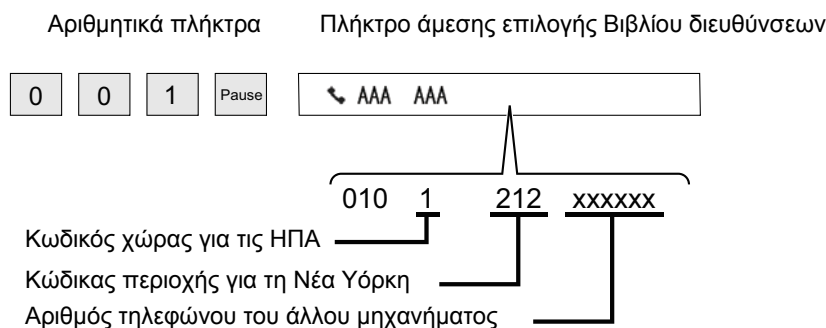 Αριθμητικά πλήκτρα Πλήκτρο άμεσης επιλογής Βιβλίου διευθύνσεων
0 0 1 Pause AAA AAA
010 1 212 xxxxxx
Κωδικός χώρας για τις ΗΠΑ
Κώδικας περιοχής για τη Νέα Υόρκη
Αριθμός τηλεφώνου του άλλου μηχανήματος